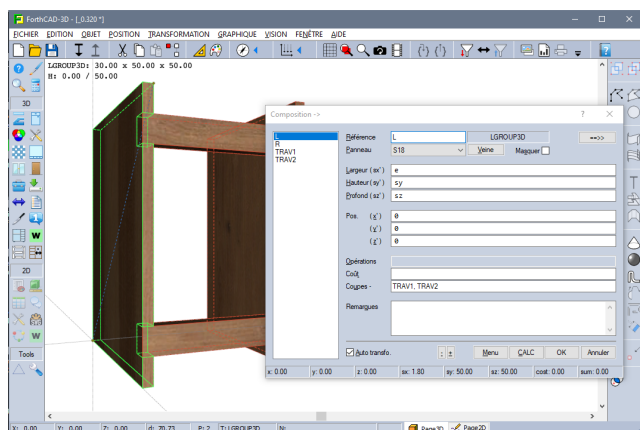 ForthCAD-3D - [_0.320 *]
FICHIER EDITION OBJET POSITION TRANSFORMATION GRAPHIQUE VISION FENÊTRE AIDE
LGROUP3D: 30.00 x 50.00 x 50.00
H: 0.00 / 50.00
3D
2D
Tools
Composition ->
L
R
TRAV1
TRAV2
Référence L LGROUP3D ==>>
Panneau S18 Veine Masquer
Largeur (sx') e
Hauteur (sy') sy
Profond (sz') sz
Pos. (x') 0
(y') 0
(z') 0
Opérations
Coût
Coupes - TRAV1, TRAV2
Remarques
Auto transfo. : ± Menu CALC OK Annuler
x: 0.00 y: 0.00 z: 0.00 sx: 1.80 sy: 50.00 sz: 50.00 cost: 0.00 sum: 0.00
X: 0.00 Y: 0.00 Z: 0.00 d: 70.73 P: 2 T: LGROUP3D N: Page3D Page2D